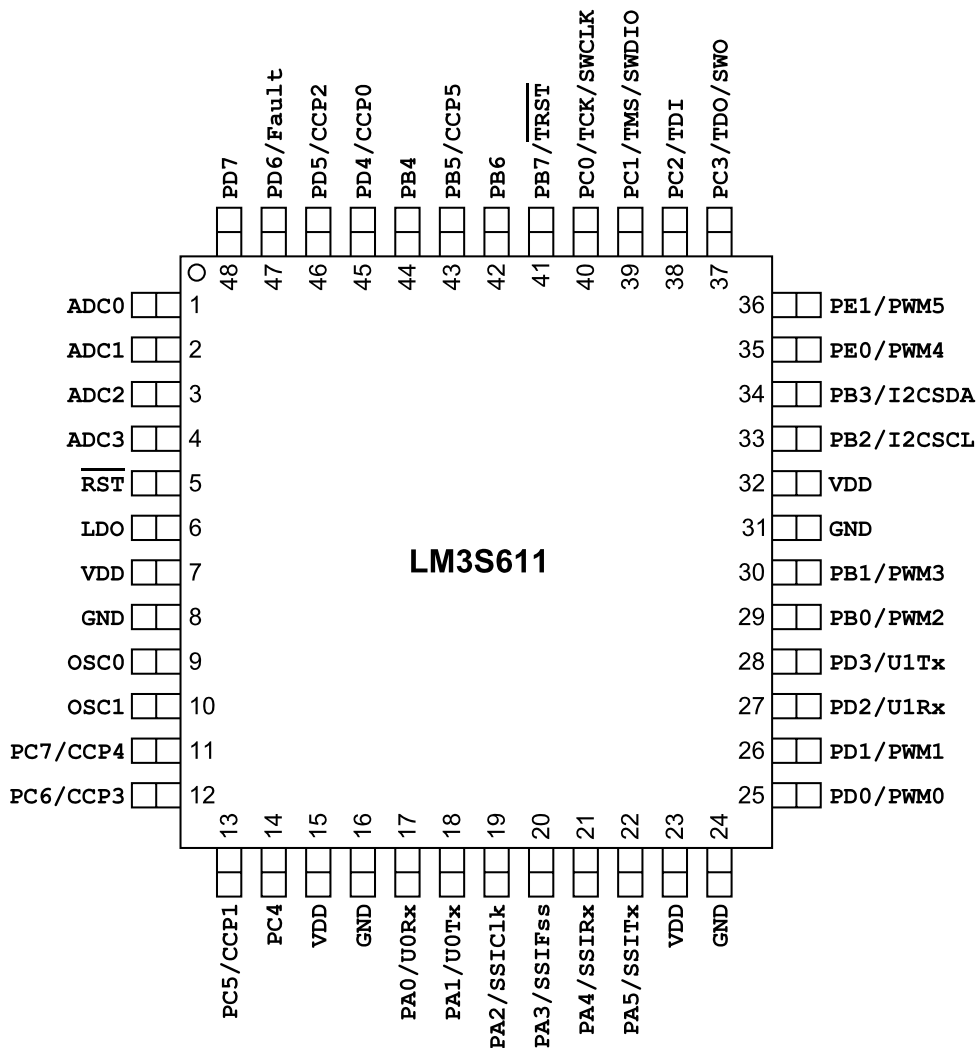 PD7
PD6/Fault
PD5/CCP2
PD4/CCP0
PB4
PB5/CCP5
PB6
PB7/TRST
PC0/TCK/SWCLK
PC1/TMS/SWDIO
PC2/TDI
PC3/TDO/SWO
48 47 46 45 44 43 42 41 40 39 38 37
ADC0 1 36 PE1/PWM5
ADC1 2 35 PE0/PWM4
ADC2 3 34 PB3/I2CSDA
ADC3 4 33 PB2/I2CSCL
RST 5 32 VDD
LDO 6 31 GND
LM3S611
VDD 7 30 PB1/PWM3
GND 8 29 PB0/PWM2
OSC0 9 28 PD3/U1Tx
OSC1 10 27 PD2/U1Rx
PC7/CCP4 11 26 PD1/PWM1
PC6/CCP3 12 25 PD0/PWM0
13 14 15 16 17 18 19 20 21 22 23 24
PC5/CCP1
PC4
VDD
GND
PA0/U0Rx
PA1/U0Tx
PA2/SSIClk
PA3/SSIFss
PA4/SSIRx
PA5/SSITx
VDD
GND